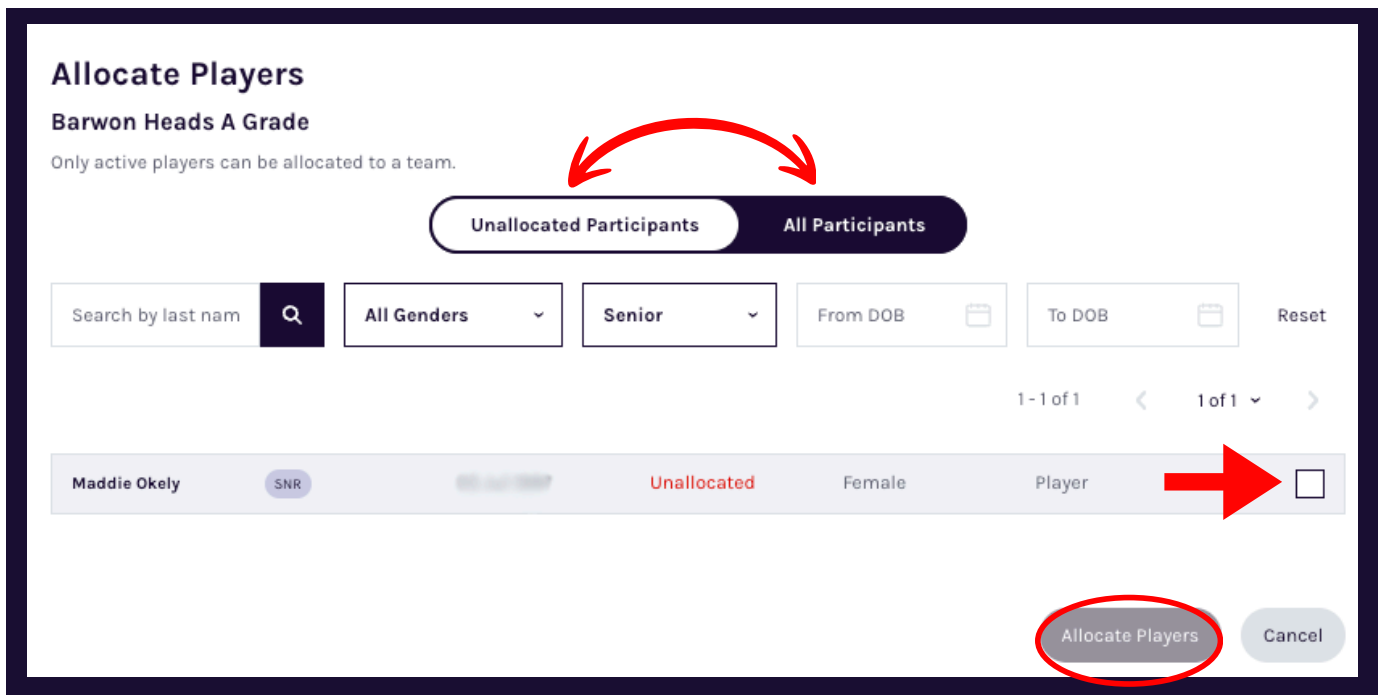 Allocate Players
Barwon Heads A Grade
Only active players can be allocated to a team.
Unallocated Participants All Participants
Search by last nam All Genders Senior From DOB To DOB Reset
1 - 1 of 1 1 of 1
Maddie Okely SNR Unallocated Female Player
Allocate Players Cancel